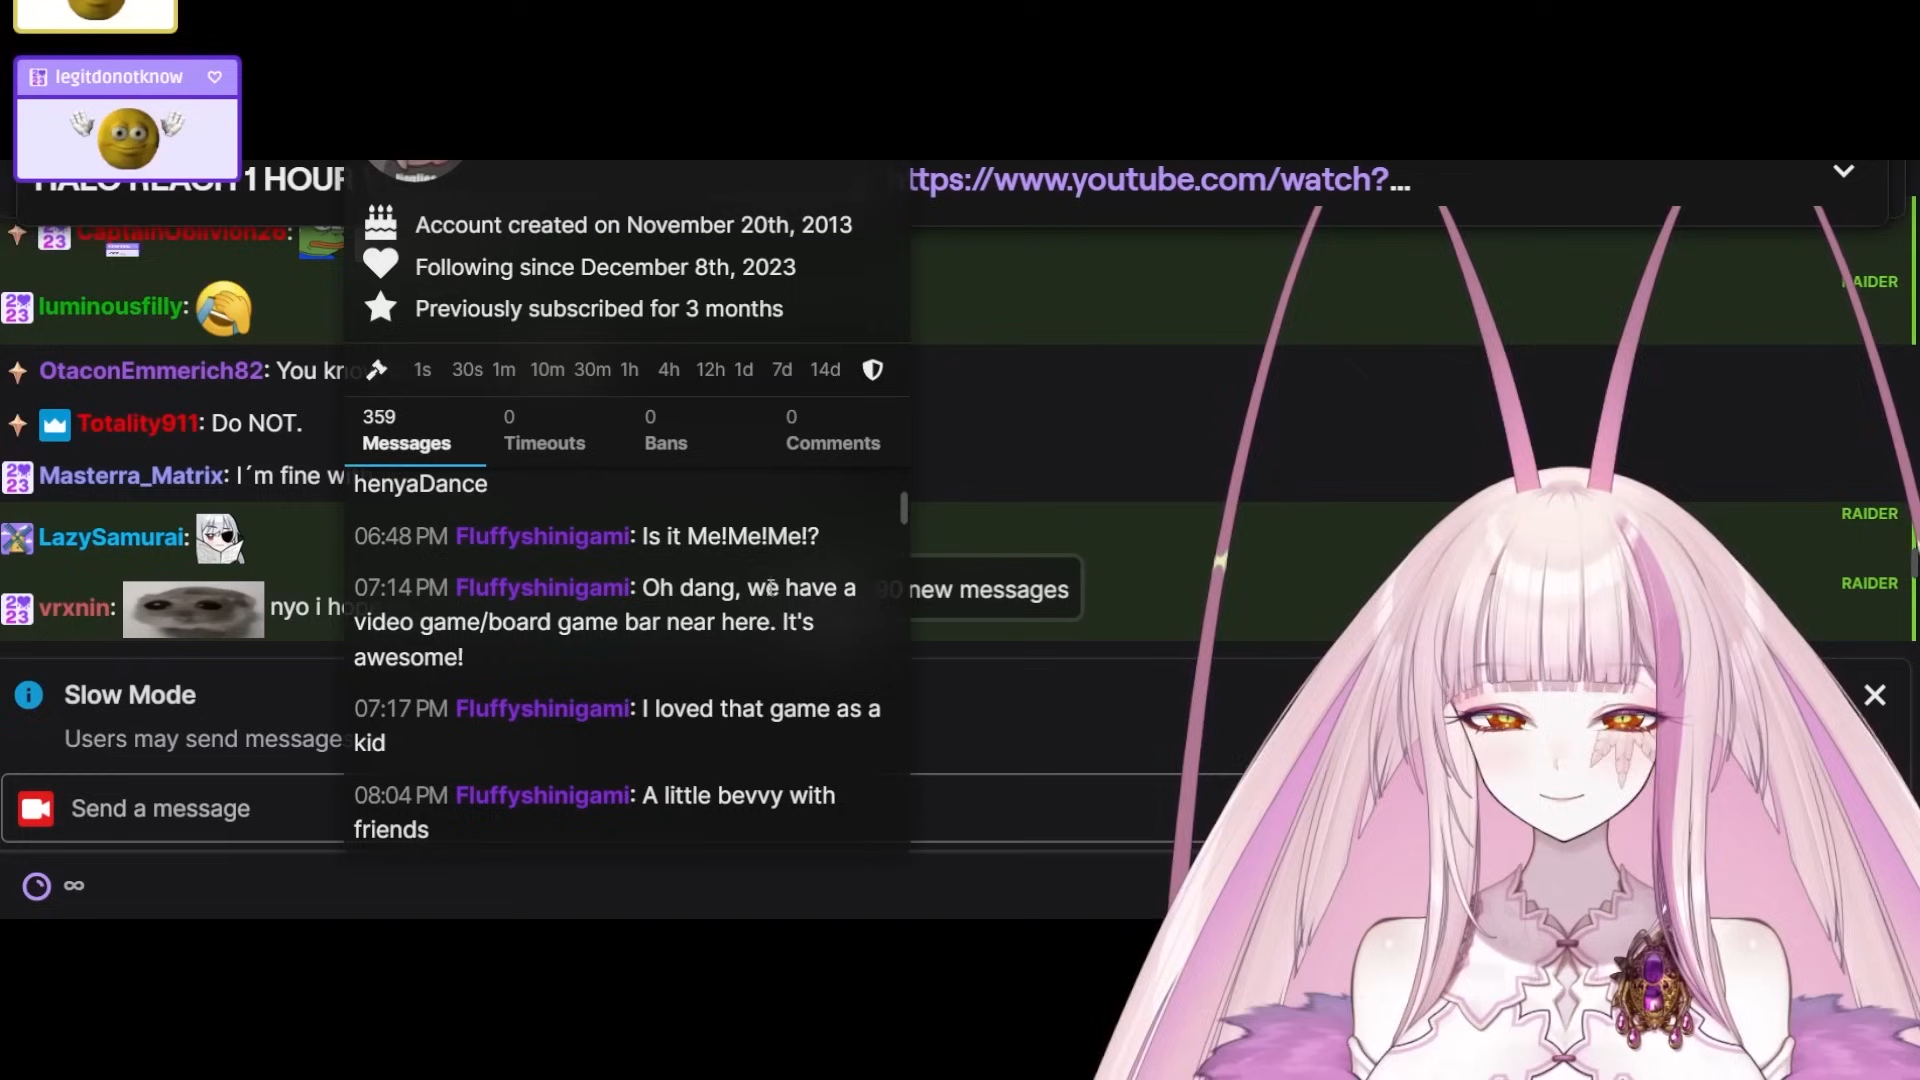 legitdonotknow
HALO REACH 1 HOUR
ttps://www.youtube.com/watch?...
Account created on November 20th, 2013
Following since December 8th, 2023
Previously subscribed for 3 months
CaptainOblivion26:
RAIDER
luminousfilly:
OtaconEmmerich82: You
1s 30s 1m 10m 30m 1h 4h 12h 1d 7d 14d
Totality911: Do NOT.
359 0 0 0
Messages Timeouts Bans Comments
Masterra_Matrix: I´m fine
henyaDance
LazySamurai:
RAIDER
06:48 PM Fluffyshinigami: Is it Me!Me!Me!?
vrxnin: nyo i
07:14 PM Fluffyshinigami: Oh dang, we have a
video game/board game bar near here. It's
awesome!
new messages
RAIDER
07:17 PM Fluffyshinigami: I loved that game as a
kid
08:04 PM Fluffyshinigami: A little bevvy with
friends
Slow Mode
Users may send messages
Send a message
∞